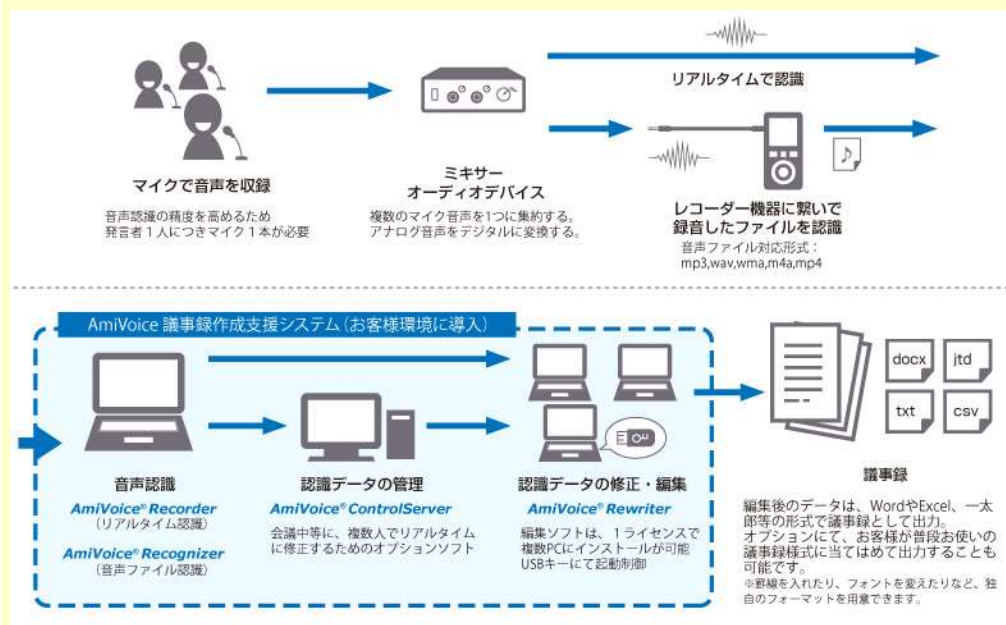 リアルタイムで認識
マイクで音声を収録
音声認識の精度を高めるため
発言者1人につきマイク1本が必要
ミキサー
オーディオデバイス
複数のマイク音声を1つに集約する。
アナログ音声をデジタルに変換する。
レコーダー機器に繋いで
録音したファイルを認識
音声ファイル対応形式：
mp3,wav,wma,m4a,mp4
AmiVoice 議事録作成支援システム（お客様環境に導入）
音声認識
AmiVoice® Recorder
（リアルタイム認識）
AmiVoice® Recognizer
（音声ファイル認識）
認識データの管理
AmiVoice® ControlServer
会議中等に、複数人でリアルタイム
に修正するためのオプションソフト
認識データの修正・編集
AmiVoice® Rewriter
編集ソフトは、1ライセンスで
複数PCにインストールが可能
USBキーにて起動制御
docx
jtd
txt
csv
議事録
編集後のデータは、WordやExcel、一太
郎等の形式で議事録として出力。
オプションにて、お客様が普段お使いの
議事録様式に当てはめて出力することも
可能です。
※罫線を入れたり、フォントを変えたりなど、独
自のフォーマットを用意できます。